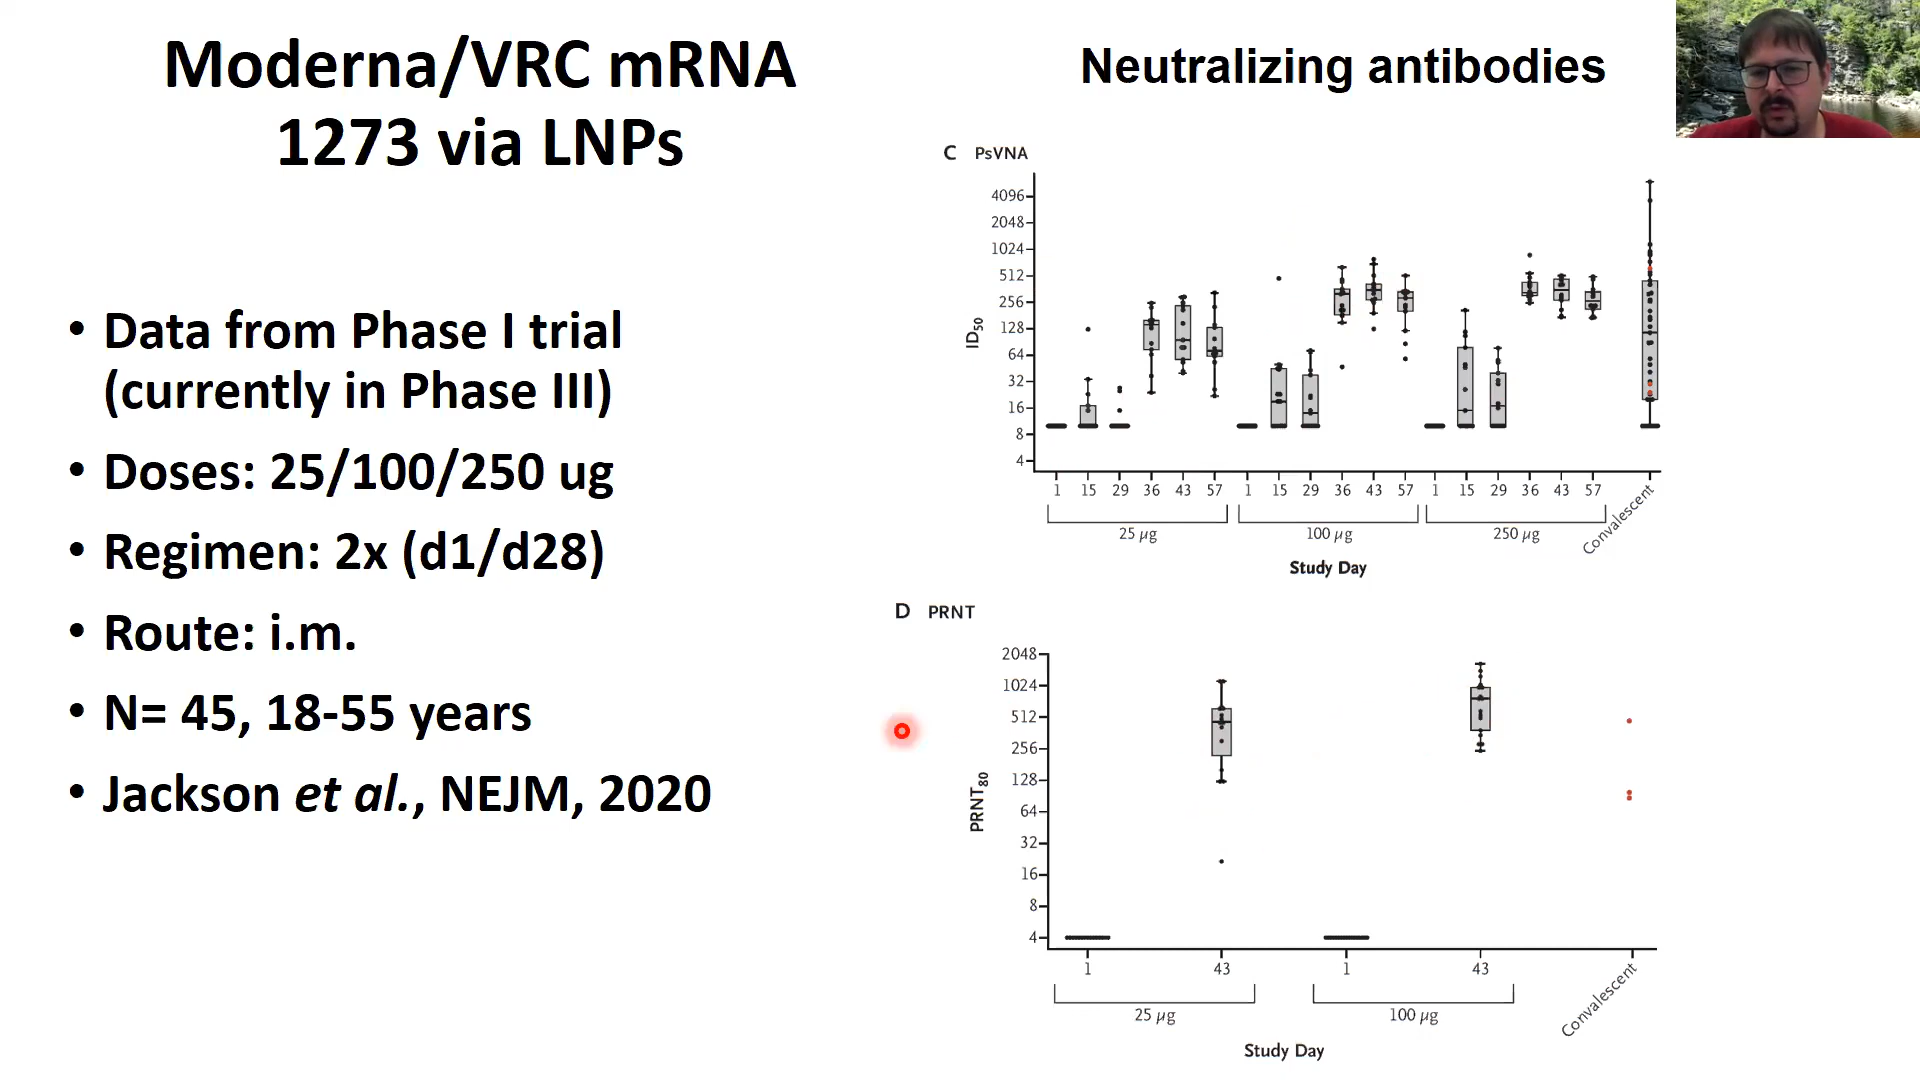 Moderna/VRC mRNA
1273 via LNPs
• Data from Phase I trial
(currently in Phase III)
• Doses: 25/100/250 ug
• Regimen: 2x (d1/d28)
• Route: i.m.
• N= 45, 18-55 years
• Jackson et al., NEJM, 2020
Neutralizing antibodies
C PsVNA
4096
2048
1024
512
256
128
64
32
16
8
4
ID50
1 15 29 36 43 57 1 15 29 36 43 57 1 15 29 36 43 57 Convalescent
25 µg 100 µg 250 µg
Study Day
D PRNT
2048
1024
512
256
128
64
32
16
8
4
PRNT80
1 43 1 43 Convalescent
25 µg 100 µg
Study Day